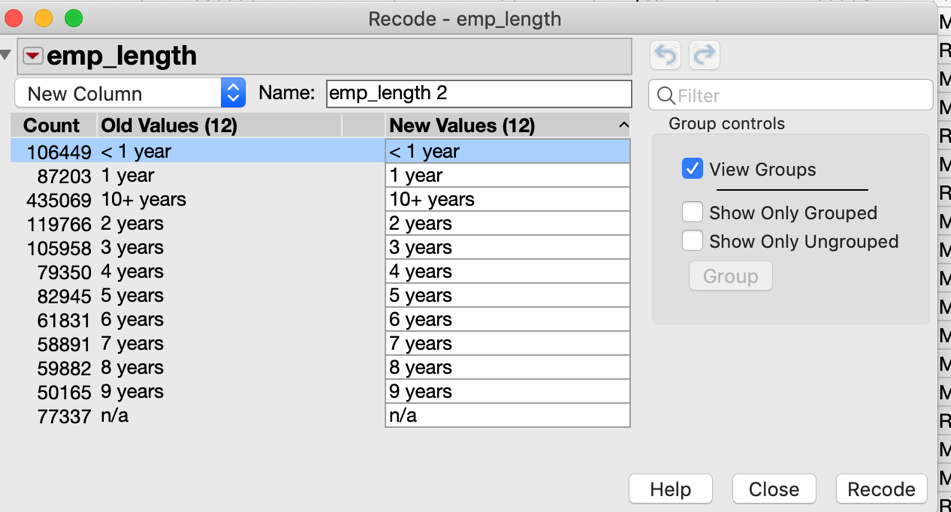 Recode - emp_length
emp_length
New Column Name: emp_length 2
Filter
Count Old Values (12) New Values (12)
Group controls
106449 < 1 year < 1 year
87203 1 year 1 year
View Groups
435069 10+ years 10+ years
Show Only Grouped
119766 2 years 2 years
105958 3 years 3 years
Show Only Ungrouped
79350 4 years 4 years
Group
82945 5 years 5 years
61831 6 years 6 years
58891 7 years 7 years
59882 8 years 8 years
50165 9 years 9 years
77337 n/a n/a
Help Close Recode